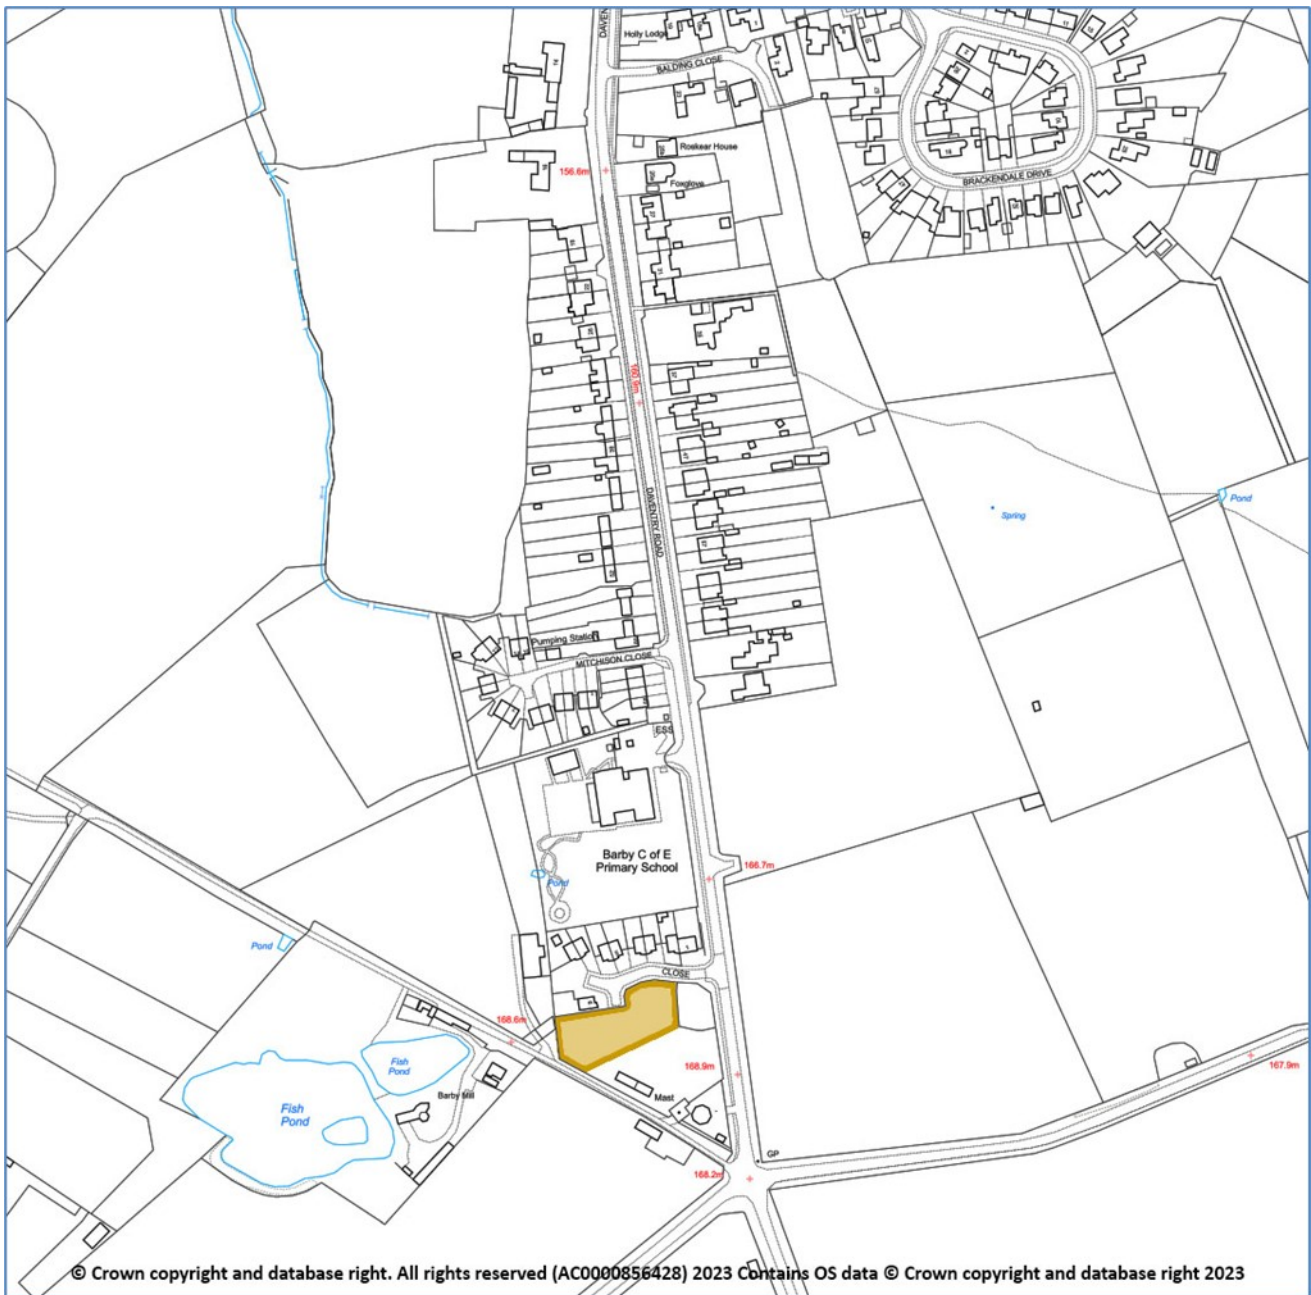 DAVEN
Holly Lodge
BALDING CLOSE
Roskear House
156.6m
Foxglove
BRACKENDALE DRIVE
160.9m
DAVENTRY ROAD
Pond
Spring
Pumping Station
MITCHISON CLOSE
ESS
Barby C of E
Primary School
166.7m
Pond
Pond
CLOSE
168.6m
Fish
Pond
168.9m
167.9m
Barby Mill
Mast
Fish
Pond
GP
168.2m
© Crown copyright and database right. All rights reserved (AC0000856428) 2023 Contains OS data © Crown copyright and database right 2023